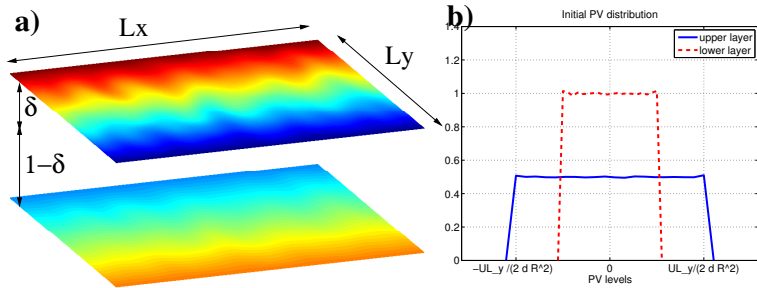 a)
Lx
Ly
δ
1−δ
b)
Initial PV distribution
1.4
1.2
1
0.8
0.6
0.4
0.2
0
upper layer
lower layer
−UL_y /(2 d R^2)
0
UL_y/(2 d R^2)
PV levels